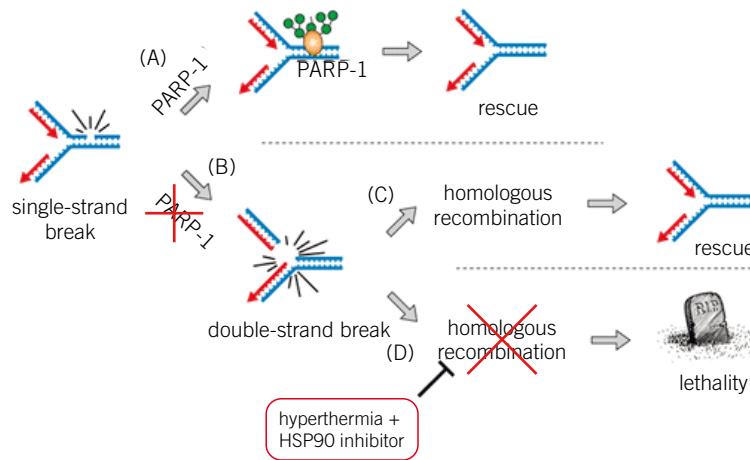 (A)
PARP-1
PARP-1
rescue
single-strand
break
(B)
PARP-1
double-strand break
(C)
homologous
recombination
rescue
(D)
homologous
recombination
R.I.P
lethality
hyperthermia +
HSP90 inhibitor